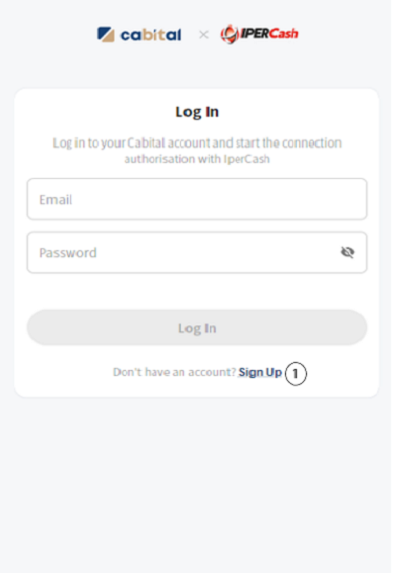 cabital × IPERCash
Log In
Log in to your Cabital account and start the connection
authorisation with IperCash
Email
Password
Log In
Don't have an account? Sign Up 1